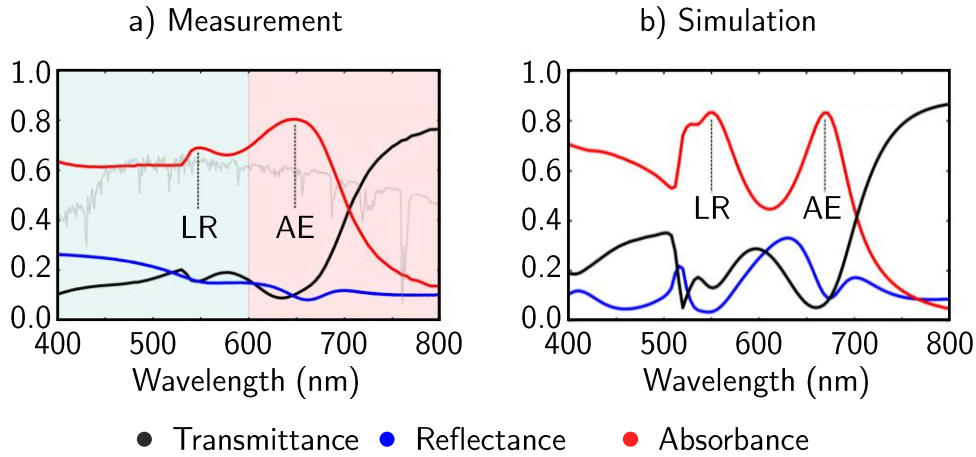 a) Measurement
b) Simulation
1.0
0.8
0.6
0.4
0.2
0.0
LR
AE
400
500
600
700
800
Wavelength (nm)
1.0
0.8
0.6
0.4
0.2
0.0
LR
AE
400
500
600
700
800
Wavelength (nm)
Transmittance
Reflectance
Absorbance